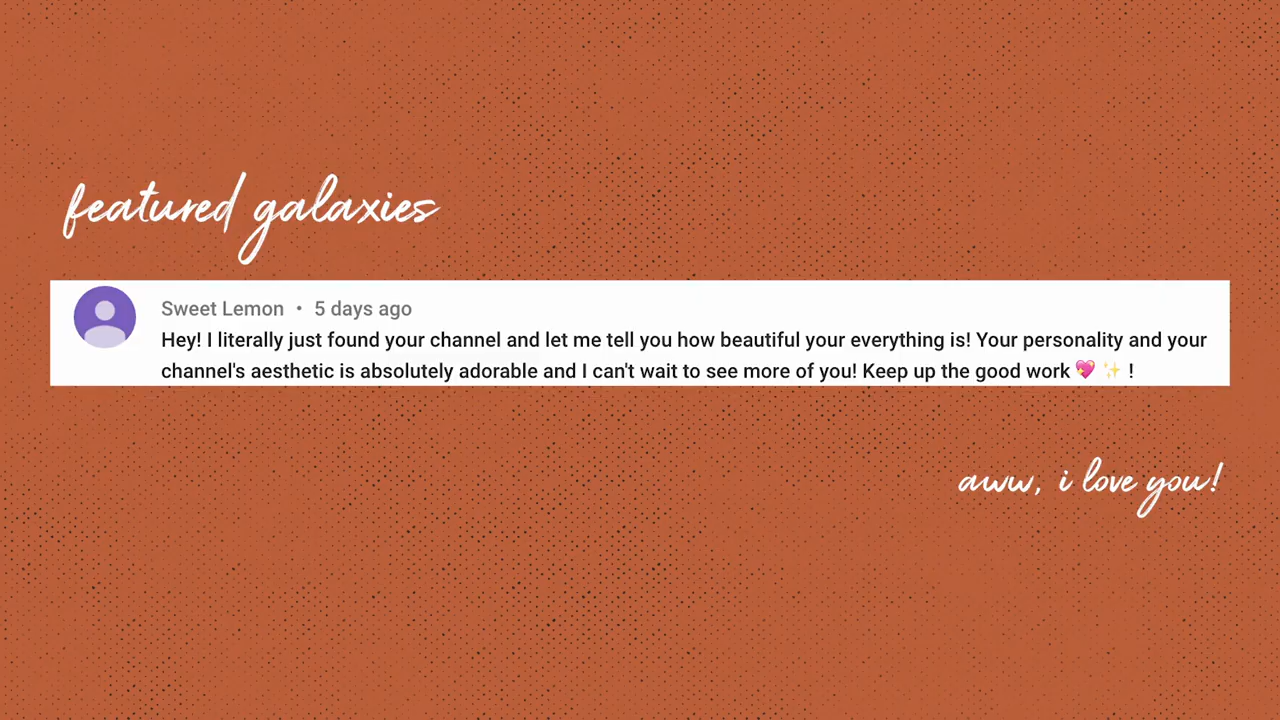 featured galaxies
Sweet Lemon • 5 days ago
Hey! I literally just found your channel and let me tell you how beautiful your everything is! Your personality and your
channel's aesthetic is absolutely adorable and I can't wait to see more of you! Keep up the good work 💖 ✨ !
aww, i love you!